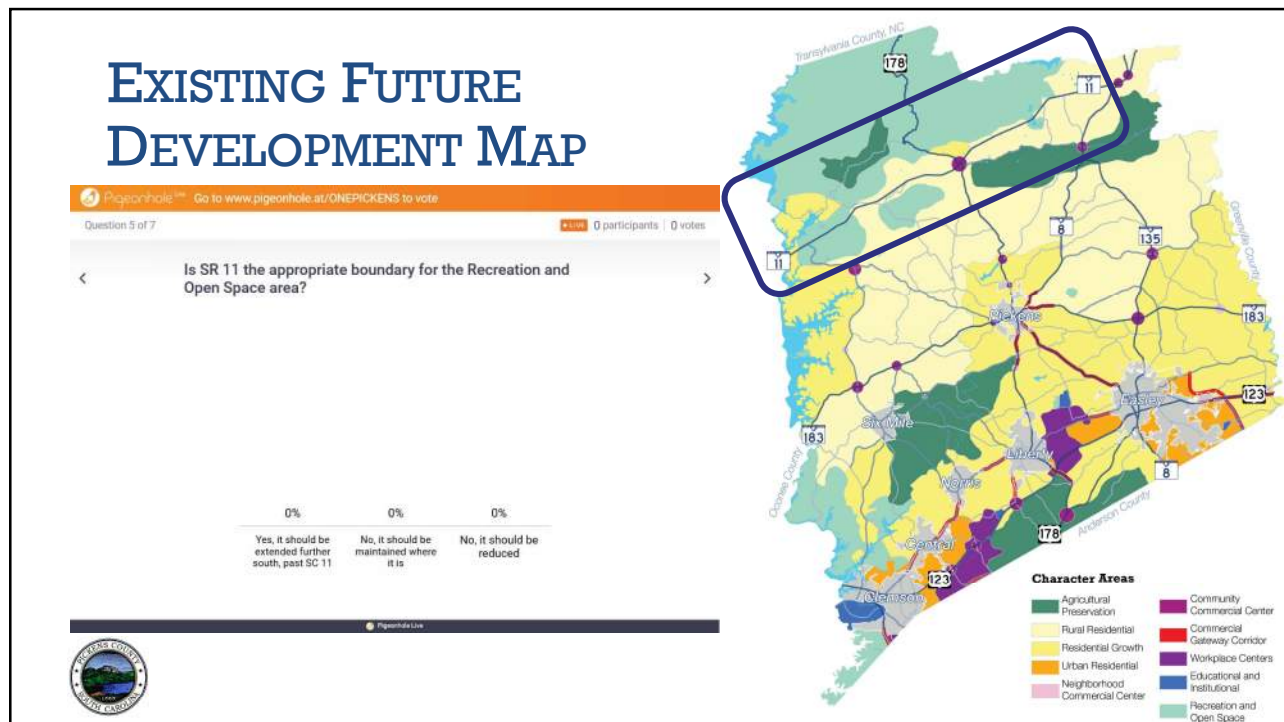 EXISTING FUTURE
DEVELOPMENT MAP
Pigeonhole Live Go to www.pigeonhole.at/ONEPICKENS to vote
Question 5 of 7
LIVE 0 participants 0 votes
Is SR 11 the appropriate boundary for the Recreation and
Open Space area?
0% 0% 0%
Yes, it should be
extended further
south, past SC 11
No, it should be
maintained where
it is
No, it should be
reduced
Pigeonhole Live
PICKENS COUNTY
SOUTH CAROLINA
Transylvania County, NC
178
11
11
8
135
Greenville County
183
Pickens
Easley
123
Six Mile
183
Liberty
8
Oconee County
Norris
Anderson County
Central
178
123
Clemson
Character Areas
Agricultural
Preservation
Rural Residential
Residential Growth
Urban Residential
Neighborhood
Commercial Center
Community
Commercial Center
Commercial
Gateway Corridor
Workplace Centers
Educational and
Institutional
Recreation and
Open Space